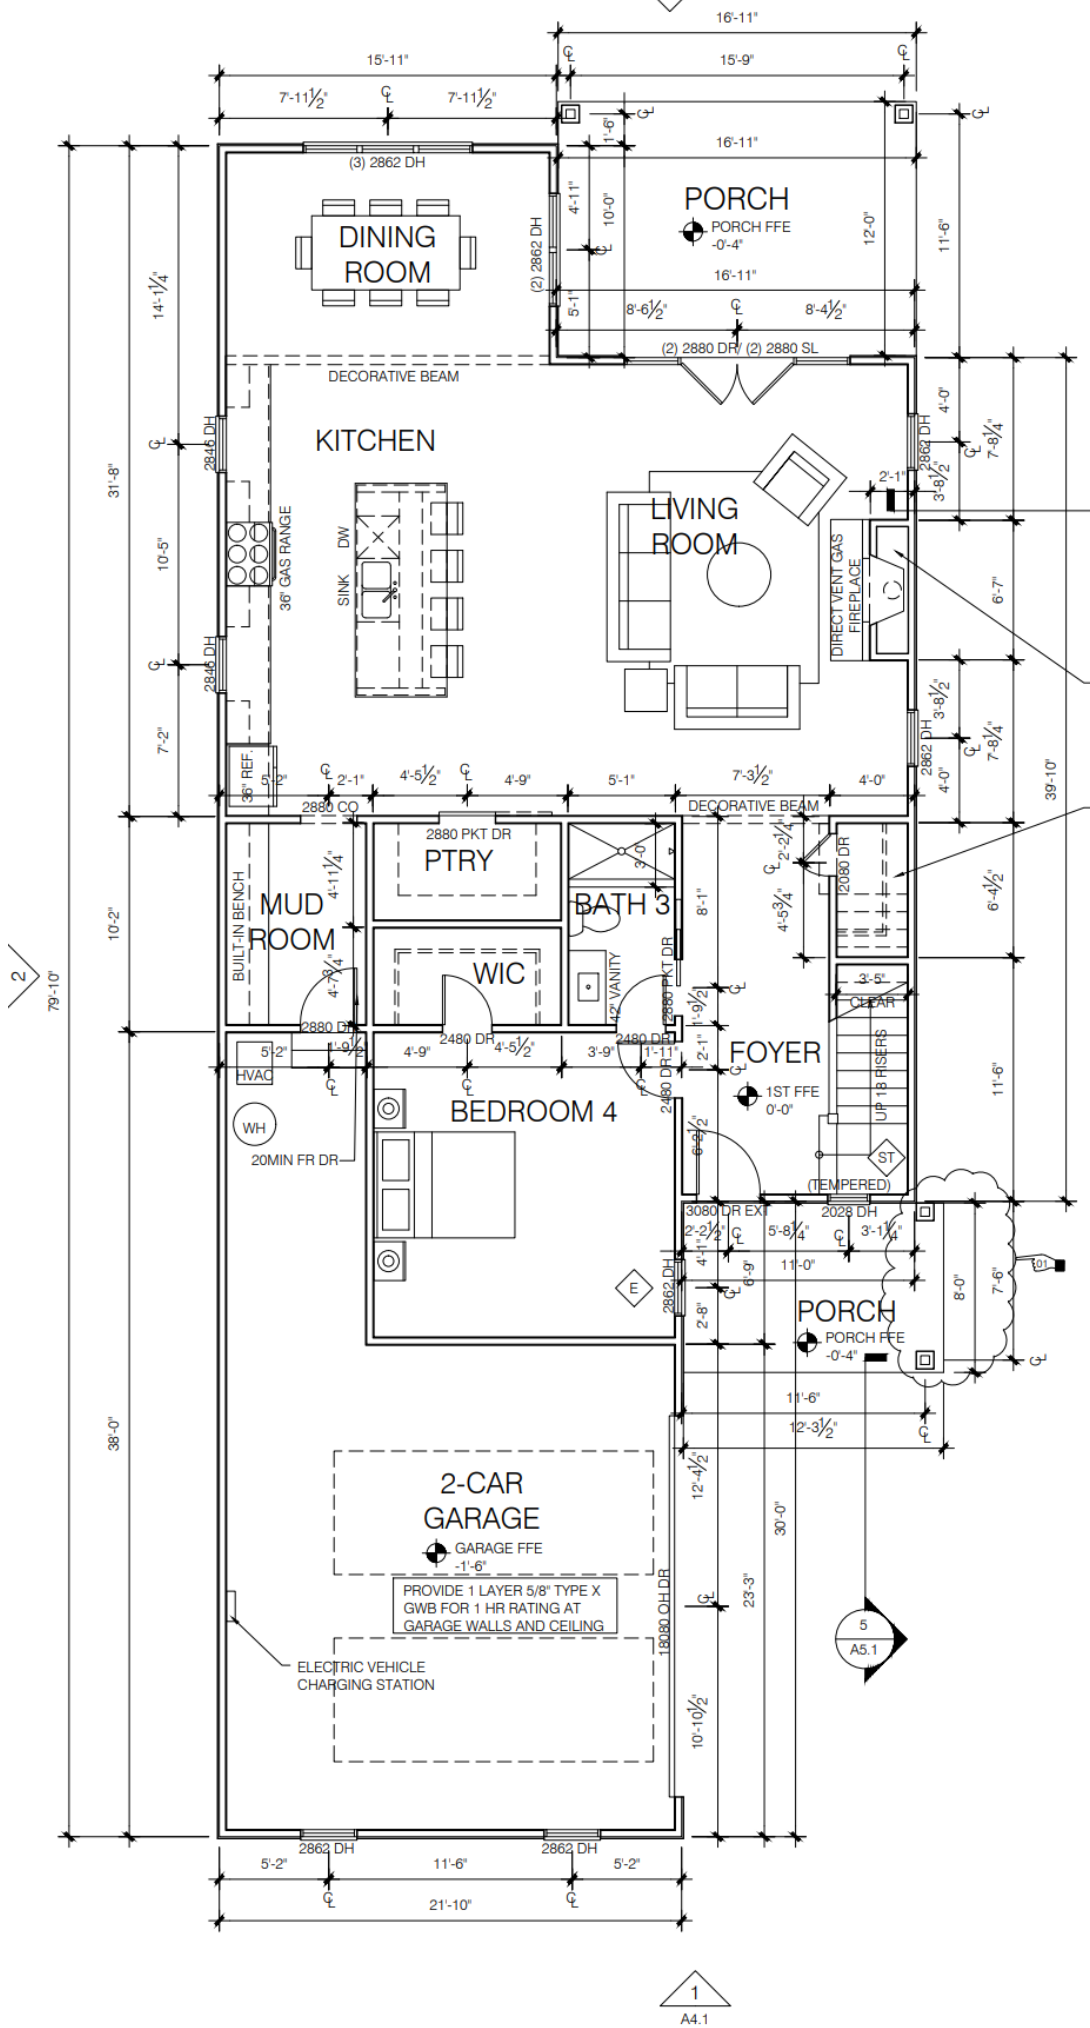 16'-11"
15'-11"
15'-9"
7'-11½"
7'-11½"
1'-6"
(3) 2862 DH
16'-11"
4'-11"
10'-0"
PORCH
PORCH FFE
-0'-4"
12'-0"
11'-6"
DINING
ROOM
(2) 2862 DH
14'-1¼"
5'-1"
16'-11"
8'-6½"
8'-4½"
(2) 2880 DR/ (2) 2880 SL
DECORATIVE BEAM
4'-0"
7'-8¼"
KITCHEN
2846 DH
2862 DH
31'-8"
2'-1"
3'-8½"
LIVING
ROOM
10'-5"
36" GAS RANGE
SINK
DW
DIRECT VENT GAS
FIREPLACE
6'-7"
2846 DH
7'-2"
3'-8½"
7'-8¼"
2862 DH
4'-0"
39'-10"
36" REF.
5'-2"
2'-1"
4'-5½"
4'-9"
5'-1"
7'-3½"
4'-0"
2880 CO
DECORATIVE BEAM
2880 PKT DR
PTRY
3'-0"
2'-2¼"
2080 DR
4'-11¼"
BUILT-IN BENCH
MUD
ROOM
BATH 3
8'-1"
4'-5¾"
6'-4½"
10'-2"
79'-10"
2
4'-7¾"
WIC
42" VANITY
2880 PKT DR
1'-9½"
3'-5"
CLEAR
2880 DR
2480 DR
2480 DR
5'-2"
1'-9½"
4'-9"
4'-5½"
3'-9"
1'-11"
2'-1"
2480 DR
FOYER
1ST FFE
0'-0"
UP 18 RISERS
11'-6"
HVAC
WH
BEDROOM 4
20MIN FR DR
6'-2½"
ST
(TEMPERED)
3080 DR EXT
2028 DH
2'-2½"
5'-8¼"
3'-1¼"
4'-1"
6'-9"
11'-0"
8'-0"
7'-6"
01
E
2862 DH
2'-8"
PORCH
PORCH FFE
-0'-4"
11'-6"
12'-3½"
38'-0"
12'-4½"
30'-0"
23'-3"
2-CAR
GARAGE
GARAGE FFE
-1'-6"
PROVIDE 1 LAYER 5/8" TYPE X
GWB FOR 1 HR RATING AT
GARAGE WALLS AND CEILING
18080 OH DR
5
A5.1
ELECTRIC VEHICLE
CHARGING STATION
10'-10½"
2862 DH
2862 DH
5'-2"
11'-6"
5'-2"
21'-10"
1
A4.1